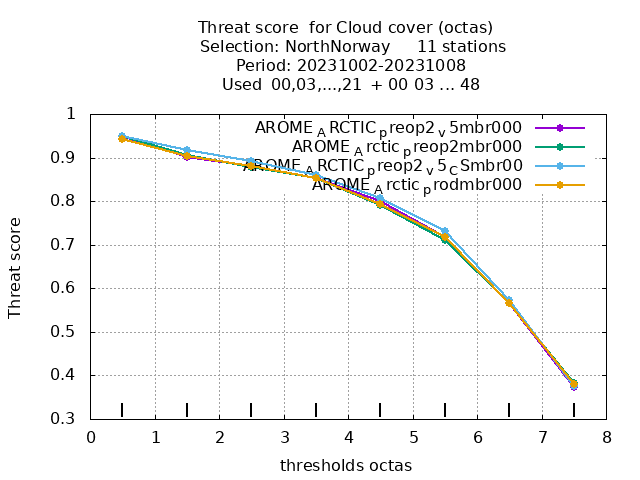 Threat score  for Cloud cover (octas)
Selection: NorthNorway     11 stations
Period: 20231002-20231008
Used  00,03,...,21  + 00 03 ... 48
1
AROME_ARCTIC_preop2_v5mbr000
AROME_Arctic_preop2mbr000
0.9
AROME_ARCTIC_preop2_v5_CSmbr00
AROME_Arctic_prodmbr000
0.8
0.7
Threat score
0.6
0.5
0.4
0.3
0 1 2 3 4 5 6 7 8
thresholds octas